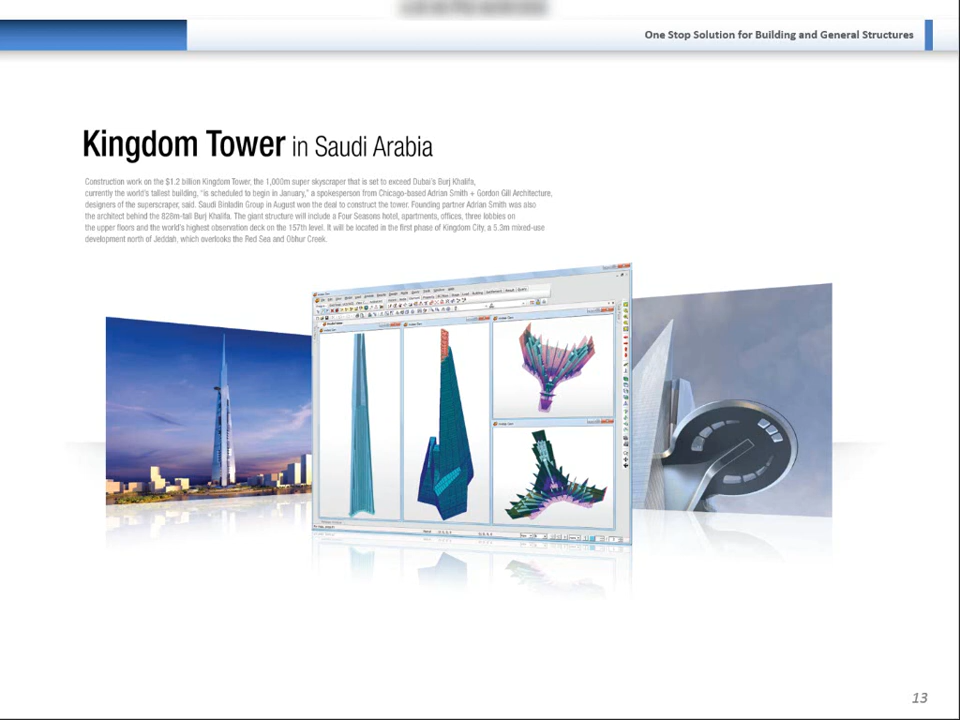 One Stop Solution for Building and General Structures
Kingdom Tower in Saudi Arabia
Construction work on the $1.2 billion Kingdom Tower, the 1,000m super skyscraper that is set to exceed Dubai's Burj Khalifa,
currently the world's tallest building, "is scheduled to begin in January," a spokesperson from Chicago-based Adrian Smith + Gordon Gill Architecture,
designers of the superscraper, said. Saudi Binladin Group in August won the deal to construct the tower. Founding partner Adrian Smith was also
the architect behind the 828m-tall Burj Khalifa. The giant structure will include a Four Seasons hotel, apartments, offices, three lobbies on
the upper floors and the world's highest observation deck on the 157th level. It will be located in the first phase of Kingdom City, a 5.3m mixed-use
development north of Jeddah, which overlooks the Red Sea and Obhur Creek.
13